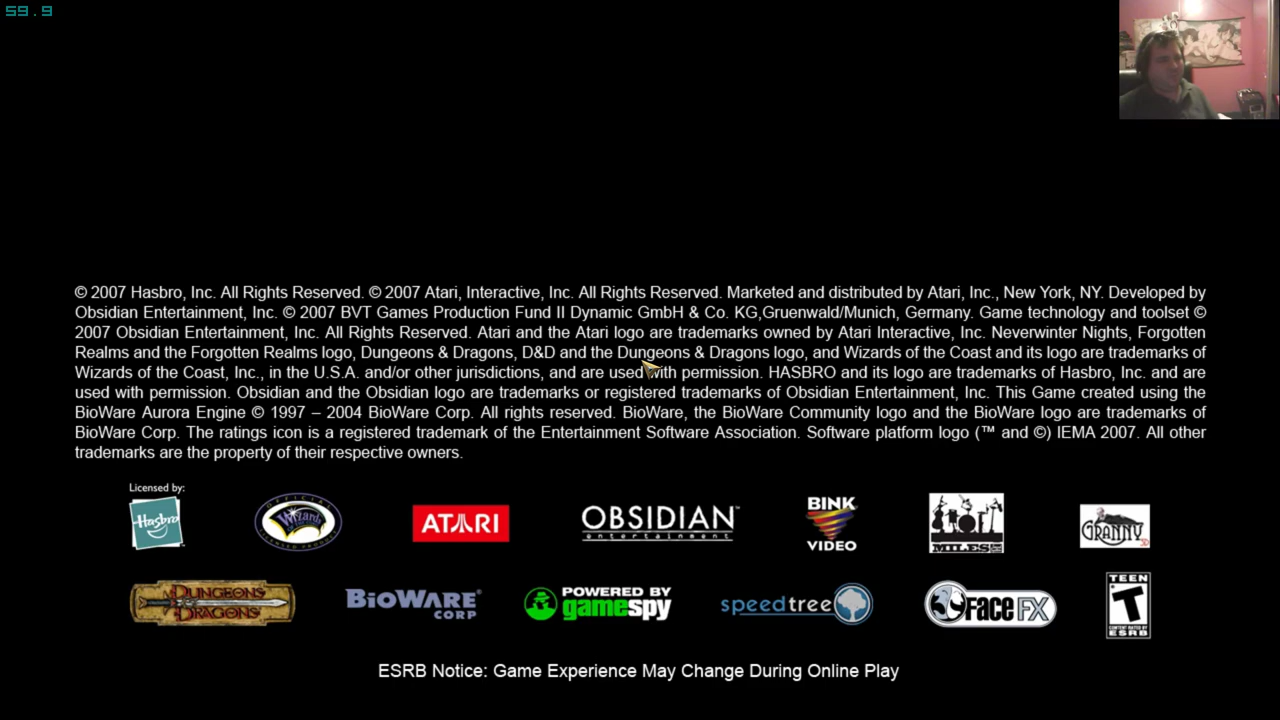 59.9
© 2007 Hasbro, Inc. All Rights Reserved. © 2007 Atari, Interactive, Inc. All Rights Reserved. Marketed and distributed by Atari, Inc., New York, NY. Developed by
Obsidian Entertainment, Inc. © 2007 BVT Games Production Fund II Dynamic GmbH & Co. KG,Gruenwald/Munich, Germany. Game technology and toolset ©
2007 Obsidian Entertainment, Inc. All Rights Reserved. Atari and the Atari logo are trademarks owned by Atari Interactive, Inc. Neverwinter Nights, Forgotten
Realms and the Forgotten Realms logo, Dungeons & Dragons, D&D and the Dungeons & Dragons logo, and Wizards of the Coast and its logo are trademarks of
Wizards of the Coast, Inc., in the U.S.A. and/or other jurisdictions, and are used with permission. HASBRO and its logo are trademarks of Hasbro, Inc. and are
used with permission. Obsidian and the Obsidian logo are trademarks or registered trademarks of Obsidian Entertainment, Inc. This Game created using the
BioWare Aurora Engine © 1997 – 2004 BioWare Corp. All rights reserved. BioWare, the BioWare Community logo and the BioWare logo are trademarks of
BioWare Corp. The ratings icon is a registered trademark of the Entertainment Software Association. Software platform logo (™ and ©) IEMA 2007. All other
trademarks are the property of their respective owners.
Licensed by:
Hasbro
OFFICIAL
Wizards
ATARI
OBSIDIAN™
entertainment
BINK
VIDEO
MILES
GRANNY
3D
DUNGEONS
DRAGONS
BIOWARE®
CORP
POWERED BY
gamespy
speedtree
FaceFX
TEEN
T
CONTENT RATED BY
ESRB
ESRB Notice: Game Experience May Change During Online Play